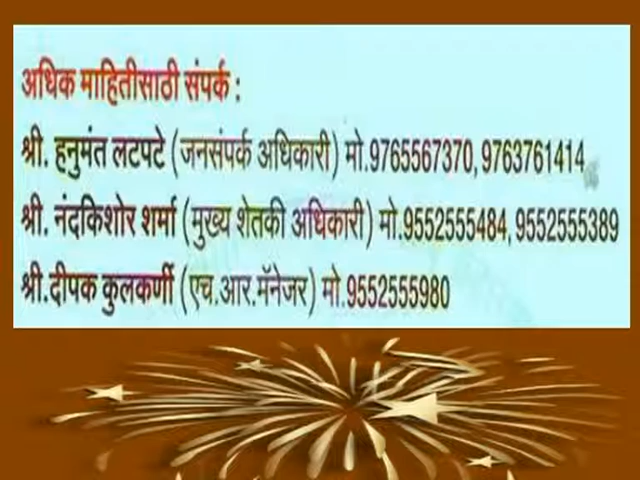 अधिक माहितीसाठी संपर्क :
श्री. हनुमंत लटपटे (जनसंपर्क अधिकारी) मो.9765567370, 9763761414
श्री. नंदकिशोर शर्मा (मुख्य शेतकी अधिकारी) मो.9552555484, 9552555389
श्री.दीपक कुलकर्णी (एच.आर.मॅनेजर) मो.9552555980